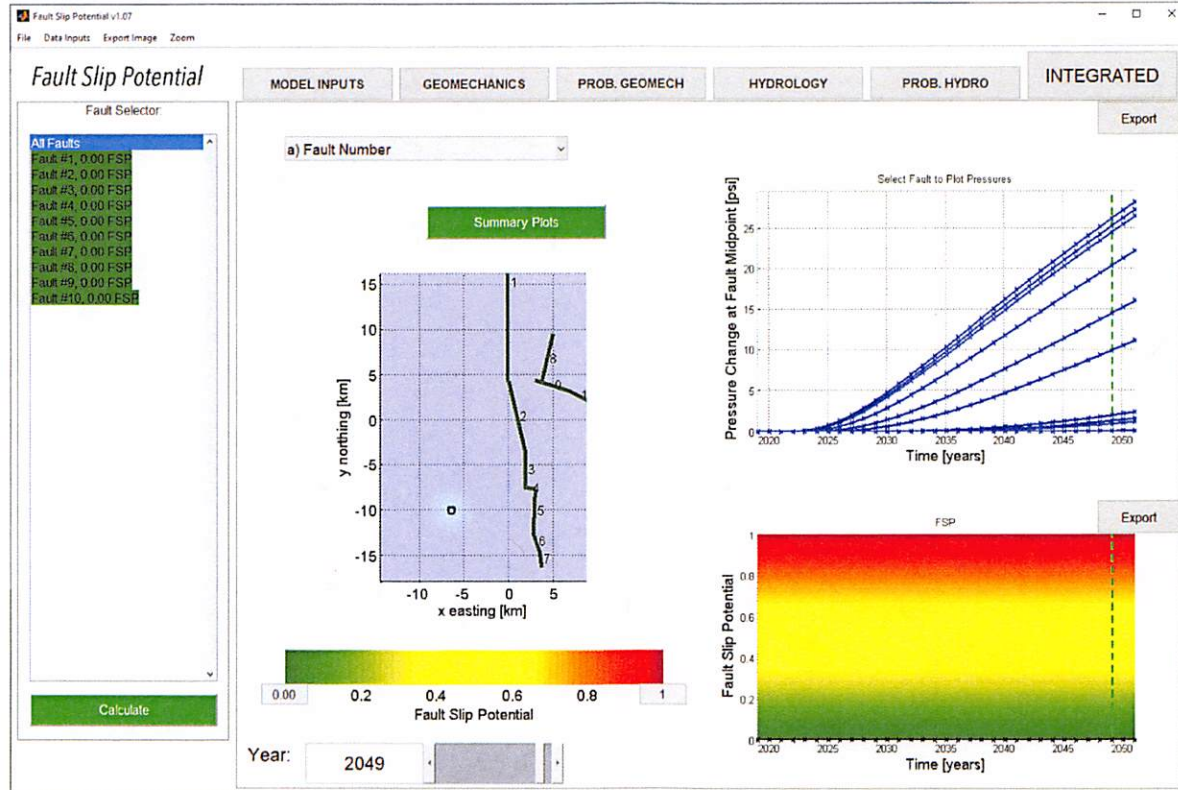 Fault Slip Potential v1.07
File Data Inputs Export Image Zoom
Fault Slip Potential
MODEL INPUTS
GEOMECHANICS
PROB. GEOMECH
HYDROLOGY
PROB. HYDRO
INTEGRATED
Export
Fault Selector:
All Faults
Fault #1, 0.00 FSP
Fault #2, 0.00 FSP
Fault #3, 0.00 FSP
Fault #4, 0.00 FSP
Fault #5, 0.00 FSP
Fault #6, 0.00 FSP
Fault #7, 0.00 FSP
Fault #8, 0.00 FSP
Fault #9, 0.00 FSP
Fault #10, 0.00 FSP
Calculate
a) Fault Number
Summary Plots
15
10
5
0
-5
-10
-15
y northing [km]
1
2
3
4
5
6
7
8
9
1
-10 -5 0 5
x easting [km]
0.00 0.2 0.4 0.6 0.8 1
Fault Slip Potential
Year: 2049
Select Fault to Plot Pressures
Pressure Change at Fault Midpoint [psi]
25
20
15
10
5
0
2020 2025 2030 2035 2040 2045 2050
Time [years]
Export
FSP
Fault Slip Potential
1
0.8
0.6
0.4
0.2
0
2020 2025 2030 2035 2040 2045 2050
Time [years]